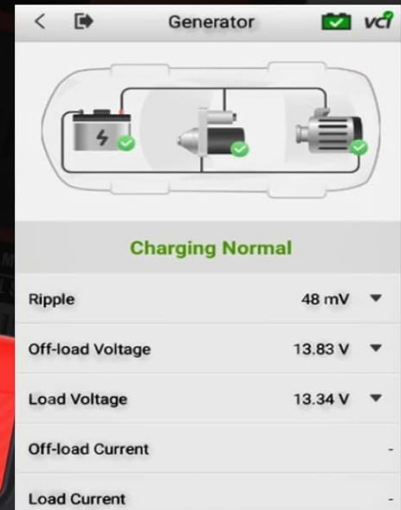 Generator
VCI
Charging Normal
Ripple 48 mV
Off-load Voltage 13.83 V
Load Voltage 13.34 V
Off-load Current -
Load Current -